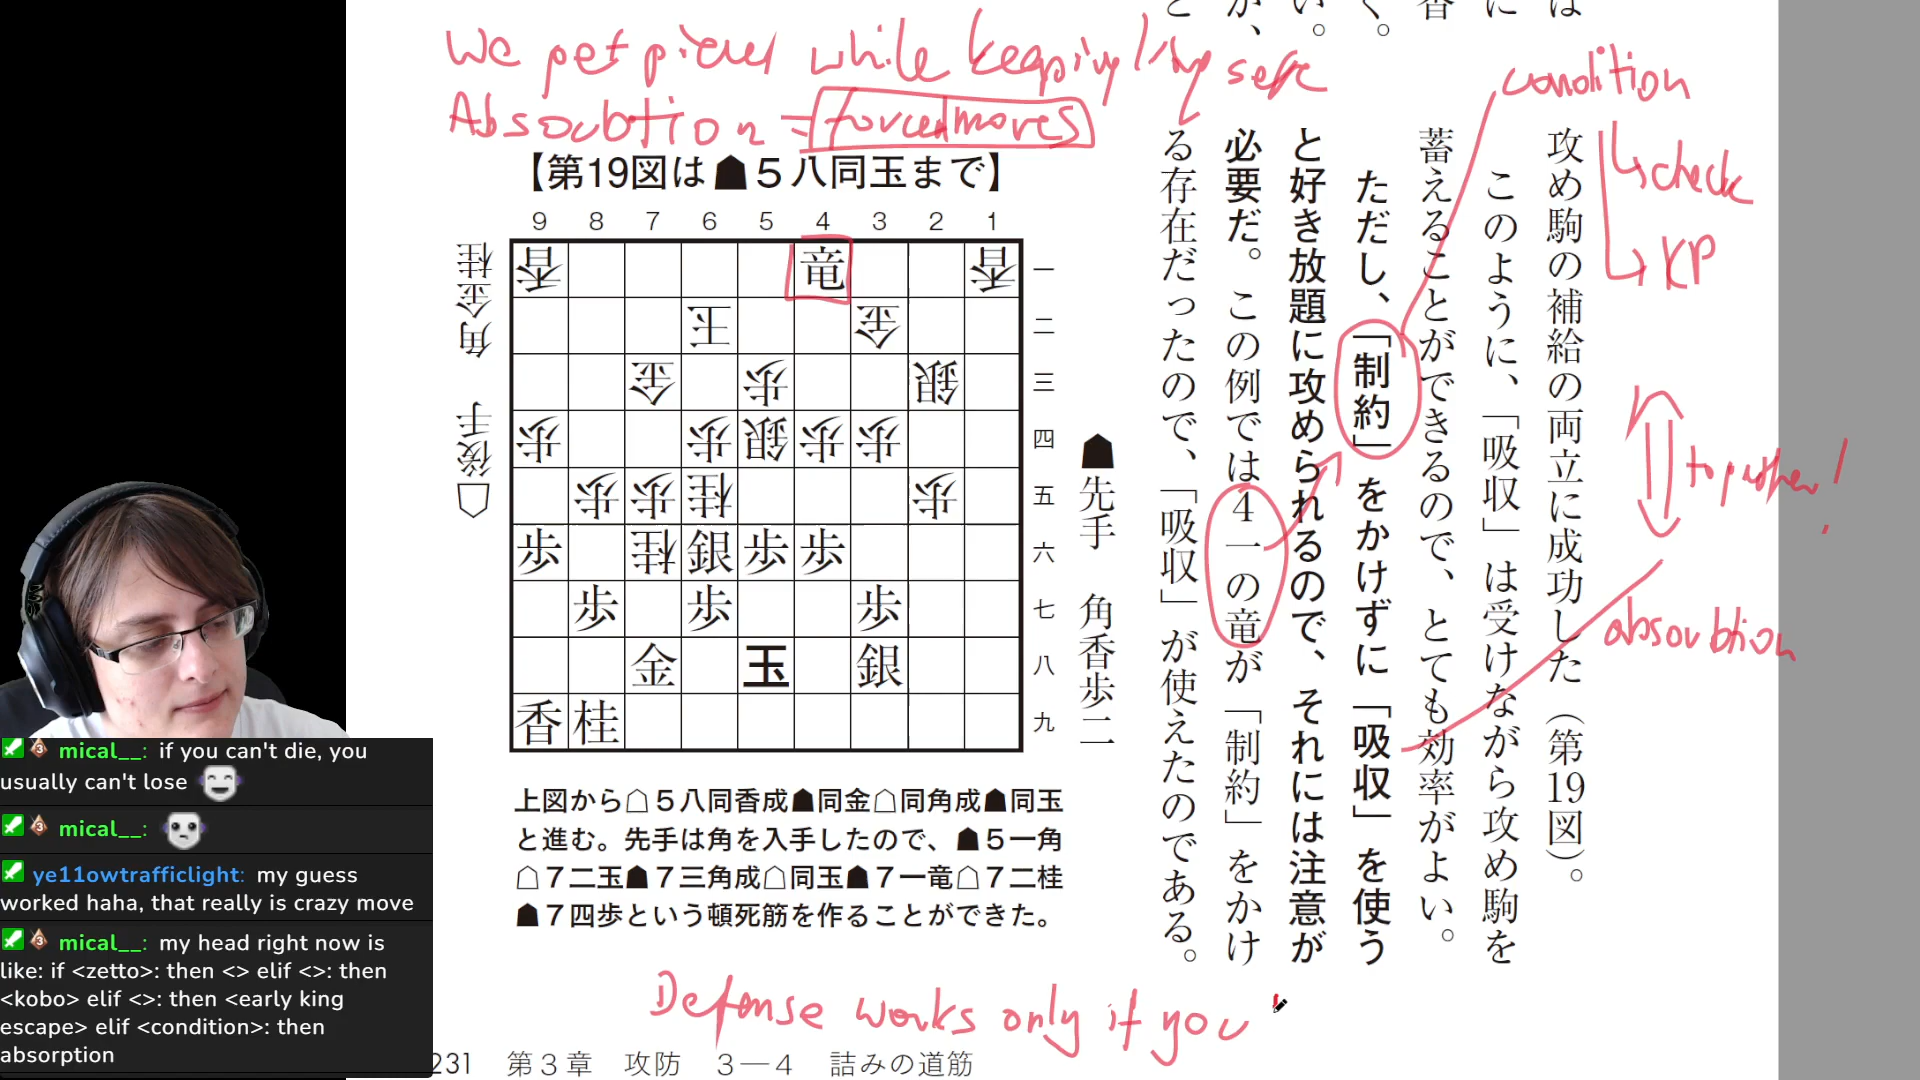 We get pieces while keeping king safe
Absoubtion = forced moves
【第19図は☗5八同玉まで】
9 8 7 6 5 4 3 2 1
香 竜 香 一
王 金 二
金 歩 銀 三
歩 歩 銀 歩 歩 四
歩 歩 桂 歩 五
歩 桂 銀 歩 歩 六
歩 歩 歩 七
金 玉 銀 八
香 桂 九
☖後手 角金桂
☗先手 角香歩二
上図から☖5八同香成☗同金☖同角成☗同玉
と進む。先手は角を入手したので、☗5一角
☖7二玉☗7三角成☖同玉☗7一竜☖7二桂
☗7四歩という頓死筋を作ることができた。
攻め駒の補給の両立に成功した(第19図)。
このように、「吸収」は受けながら攻め駒を
蓄えることができるので、とても効率がよい。
ただし、「制約」をかけずに「吸収」を使う
と好き放題に攻められるので、それには注意が
必要だ。この例では4一の竜が「制約」をかけ
る存在だったので、「吸収」が使えたのである。
condition
check
KP
together!
absoubtion
Defense works only if you
231 第3章 攻防 3―4 詰みの道筋
mical__: if you can't die, you
usually can't lose
mical__:
ye11owtrafficlight: my guess
worked haha, that really is crazy move
mical__: my head right now is
like: if <zetto>: then <> elif <>: then
<kobo> elif <>: then <early king
escape> elif <condition>: then
absorption